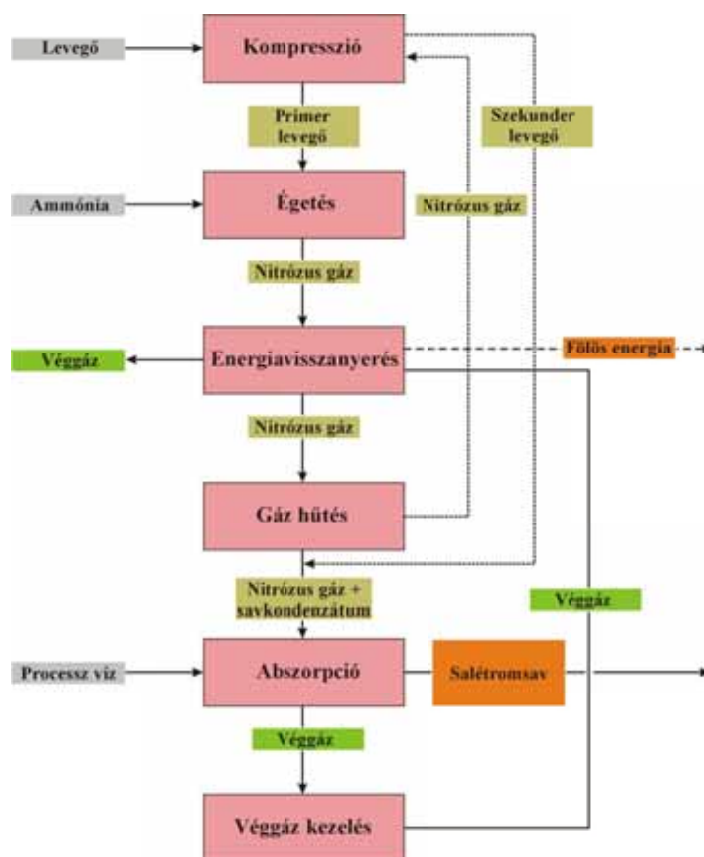 Levegő
Kompresszió
Primer
levegő
Szekunder
levegő
Ammónia
Égetés
Nitrózus gáz
Nitrózus gáz
Véggáz
Energiavisszanyerés
Fölös energia
Nitrózus gáz
Gáz hűtés
Nitrózus gáz +
savkondenzátum
Véggáz
Processz víz
Abszorpció
Salétromsav
Véggáz
Véggáz kezelés